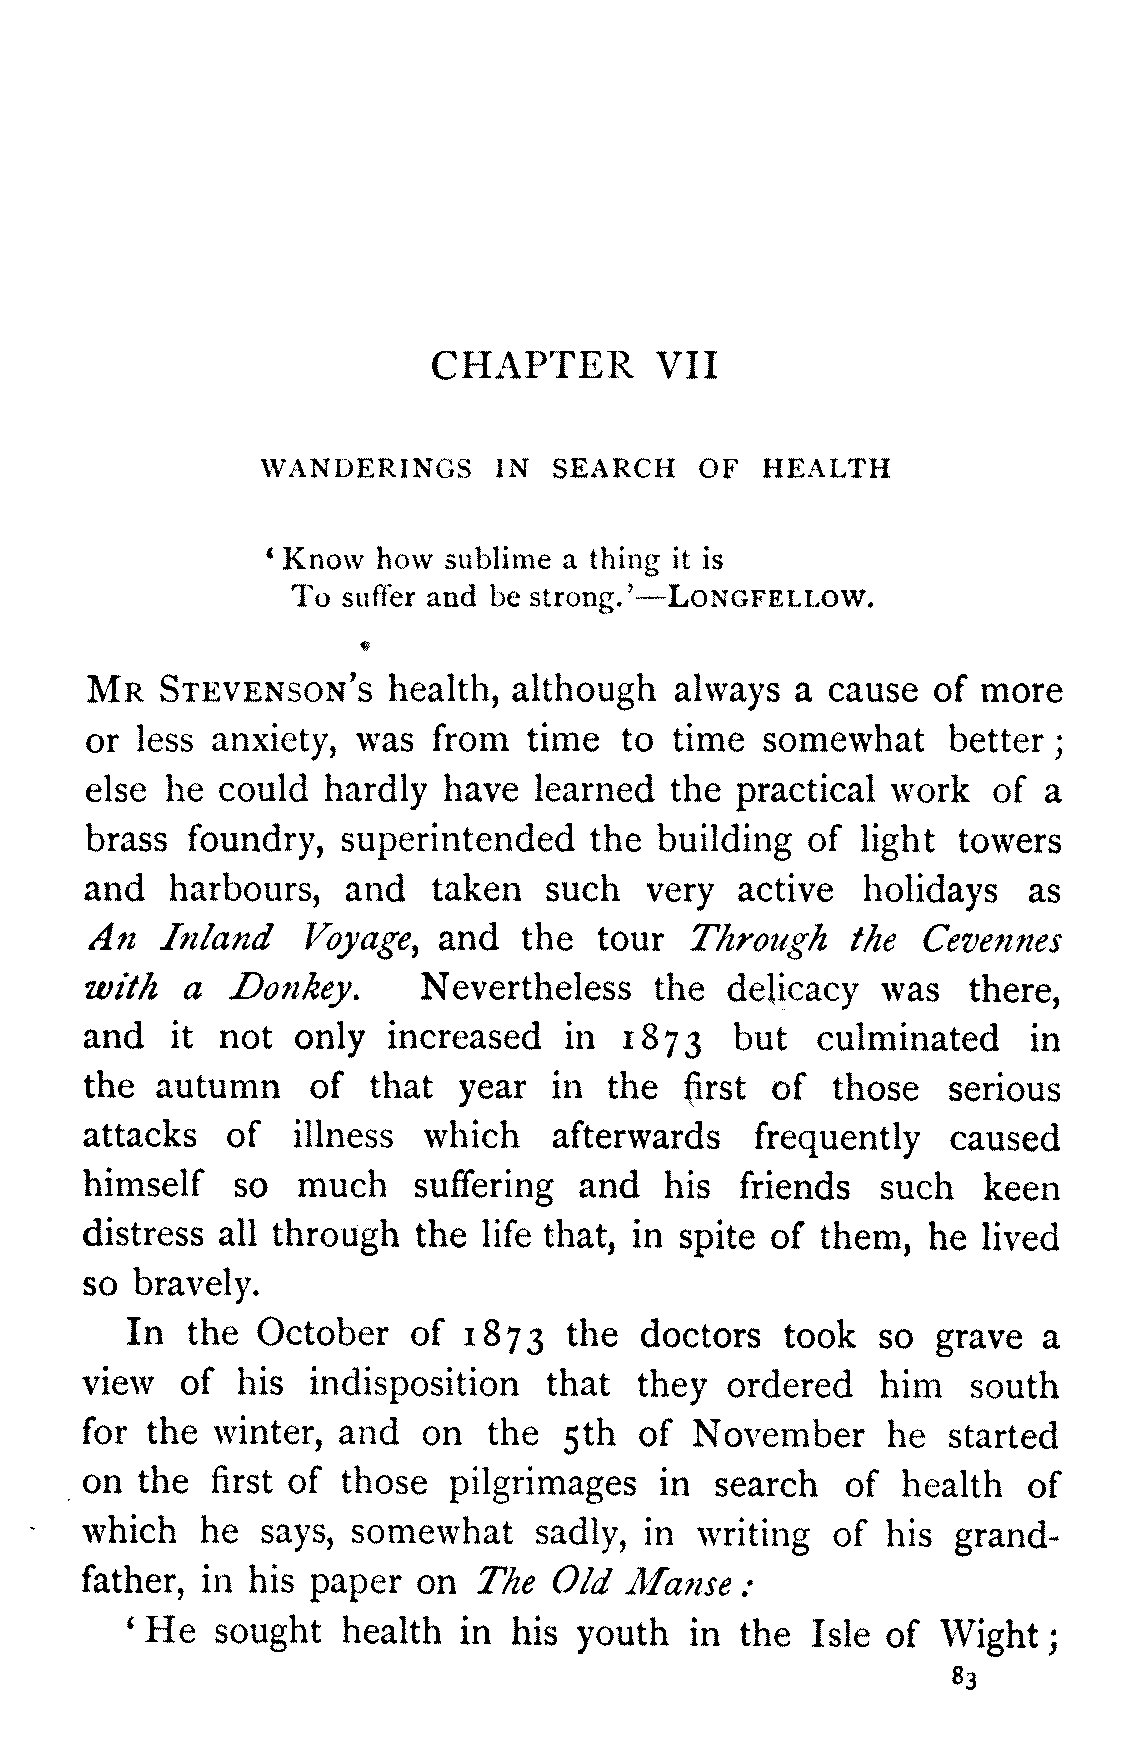 CHAPTER VII
WANDERINGS IN SEARCH OF HEALTH
‘Know how sublime a thing it is
To suffer and be strong.’—LONGFELLOW.
MR STEVENSON’S health, although always a cause of more
or less anxiety, was from time to time somewhat better;
else he could hardly have learned the practical work of a
brass foundry, superintended the building of light towers
and harbours, and taken such very active holidays as
An Inland Voyage, and the tour Through the Cevennes
with a Donkey. Nevertheless the delicacy was there,
and it not only increased in 1873 but culminated in
the autumn of that year in the first of those serious
attacks of illness which afterwards frequently caused
himself so much suffering and his friends such keen
distress all through the life that, in spite of them, he lived
so bravely.
In the October of 1873 the doctors took so grave a
view of his indisposition that they ordered him south
for the winter, and on the 5th of November he started
on the first of those pilgrimages in search of health of
which he says, somewhat sadly, in writing of his grand-
father, in his paper on The Old Manse:
‘He sought health in his youth in the Isle of Wight;
83